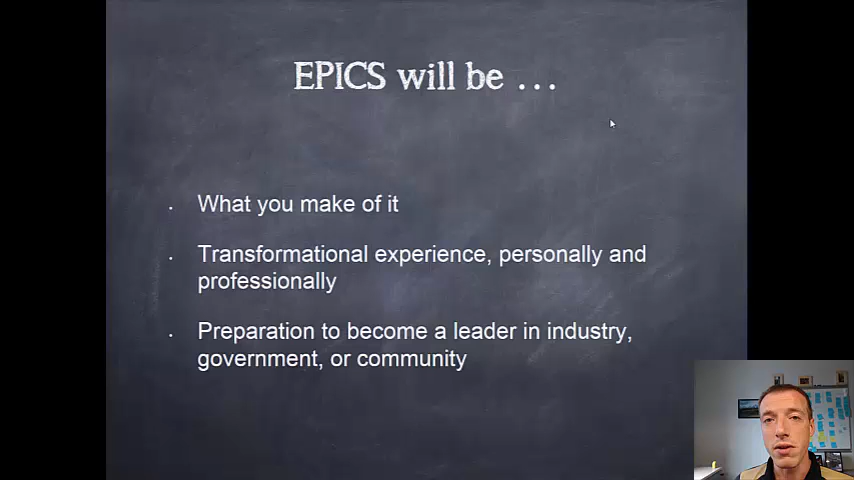 EPICS will be ...
• What you make of it
• Transformational experience, personally and
professionally
• Preparation to become a leader in industry,
government, or community